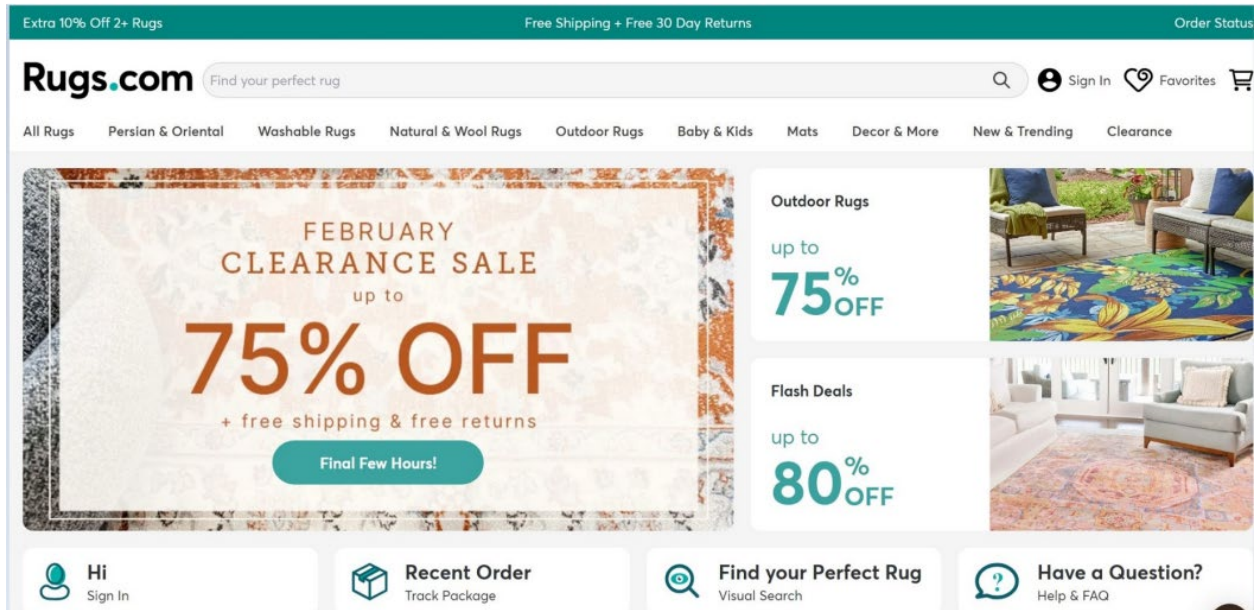 Extra 10% Off 2+ Rugs
Free Shipping + Free 30 Day Returns
Order Status
Rugs.com
Find your perfect rug
Sign In
Favorites
All Rugs
Persian & Oriental
Washable Rugs
Natural & Wool Rugs
Outdoor Rugs
Baby & Kids
Mats
Decor & More
New & Trending
Clearance
FEBRUARY
CLEARANCE SALE
up to
75% OFF
+ free shipping & free returns
Final Few Hours!
Outdoor Rugs
up to
75% OFF
Flash Deals
up to
80% OFF
Hi
Sign In
Recent Order
Track Package
Find your Perfect Rug
Visual Search
Have a Question?
Help & FAQ